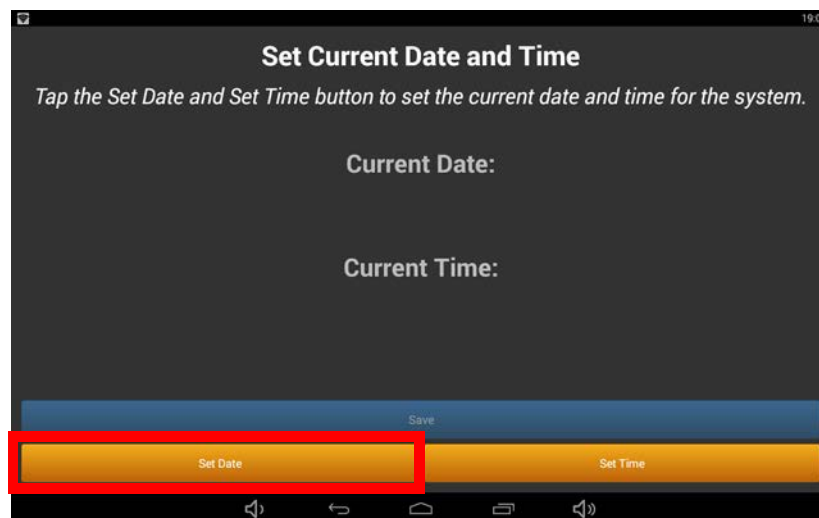 Set Current Date and Time
Tap the Set Date and Set Time button to set the current date and time for the system.
Current Date:
Current Time:
Save
Set Date
Set Time